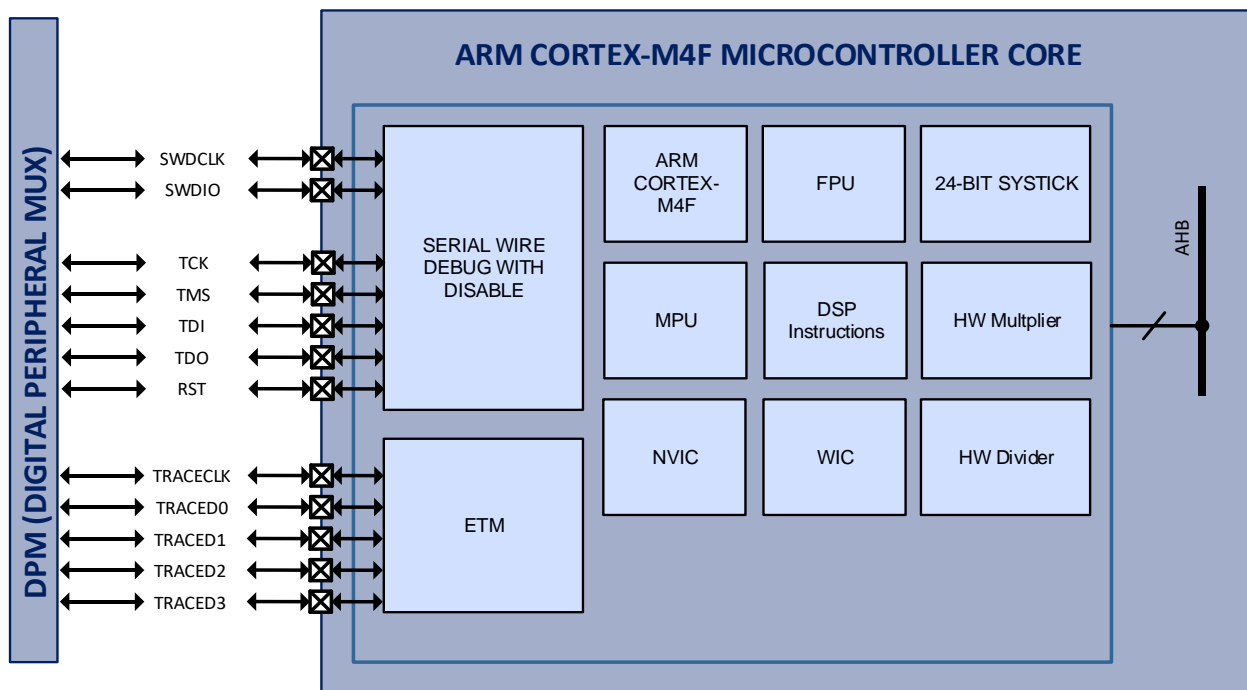 DPM (DIGITAL PERIPHERAL MUX)
ARM CORTEX-M4F MICROCONTROLLER CORE
SWDCLK
SWDIO
TCK
TMS
TDI
TDO
RST
TRACECLK
TRACED0
TRACED1
TRACED2
TRACED3
SERIAL WIRE
DEBUG WITH
DISABLE
ETM
ARM
CORTEX-
M4F
FPU
24-BIT SYSTICK
MPU
DSP
Instructions
HW Multplier
NVIC
WIC
HW Divider
AHB